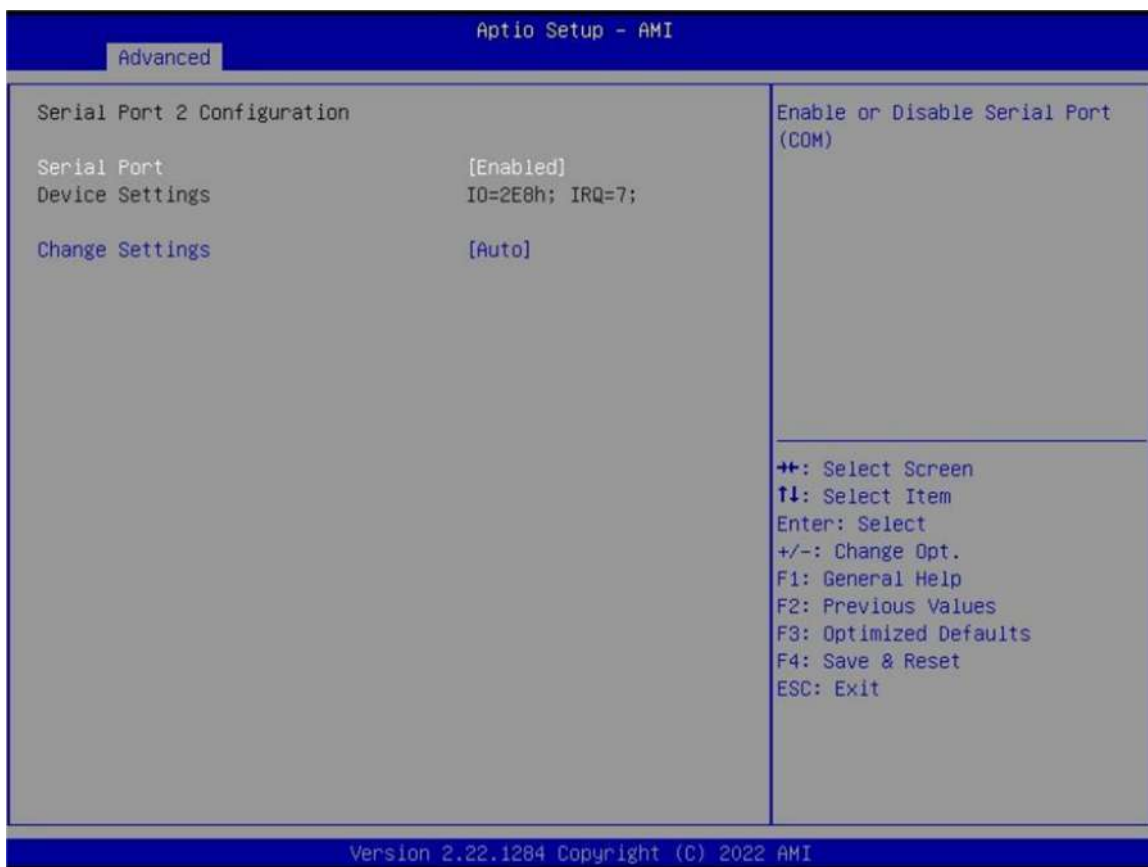 Aptio Setup - AMI
Advanced
Serial Port 2 Configuration
Serial Port [Enabled]
Device Settings IO=2E8h; IRQ=7;
Change Settings [Auto]
Enable or Disable Serial Port
(COM)
→←: Select Screen
↑↓: Select Item
Enter: Select
+/-: Change Opt.
F1: General Help
F2: Previous Values
F3: Optimized Defaults
F4: Save & Reset
ESC: Exit
Version 2.22.1284 Copyright (C) 2022 AMI